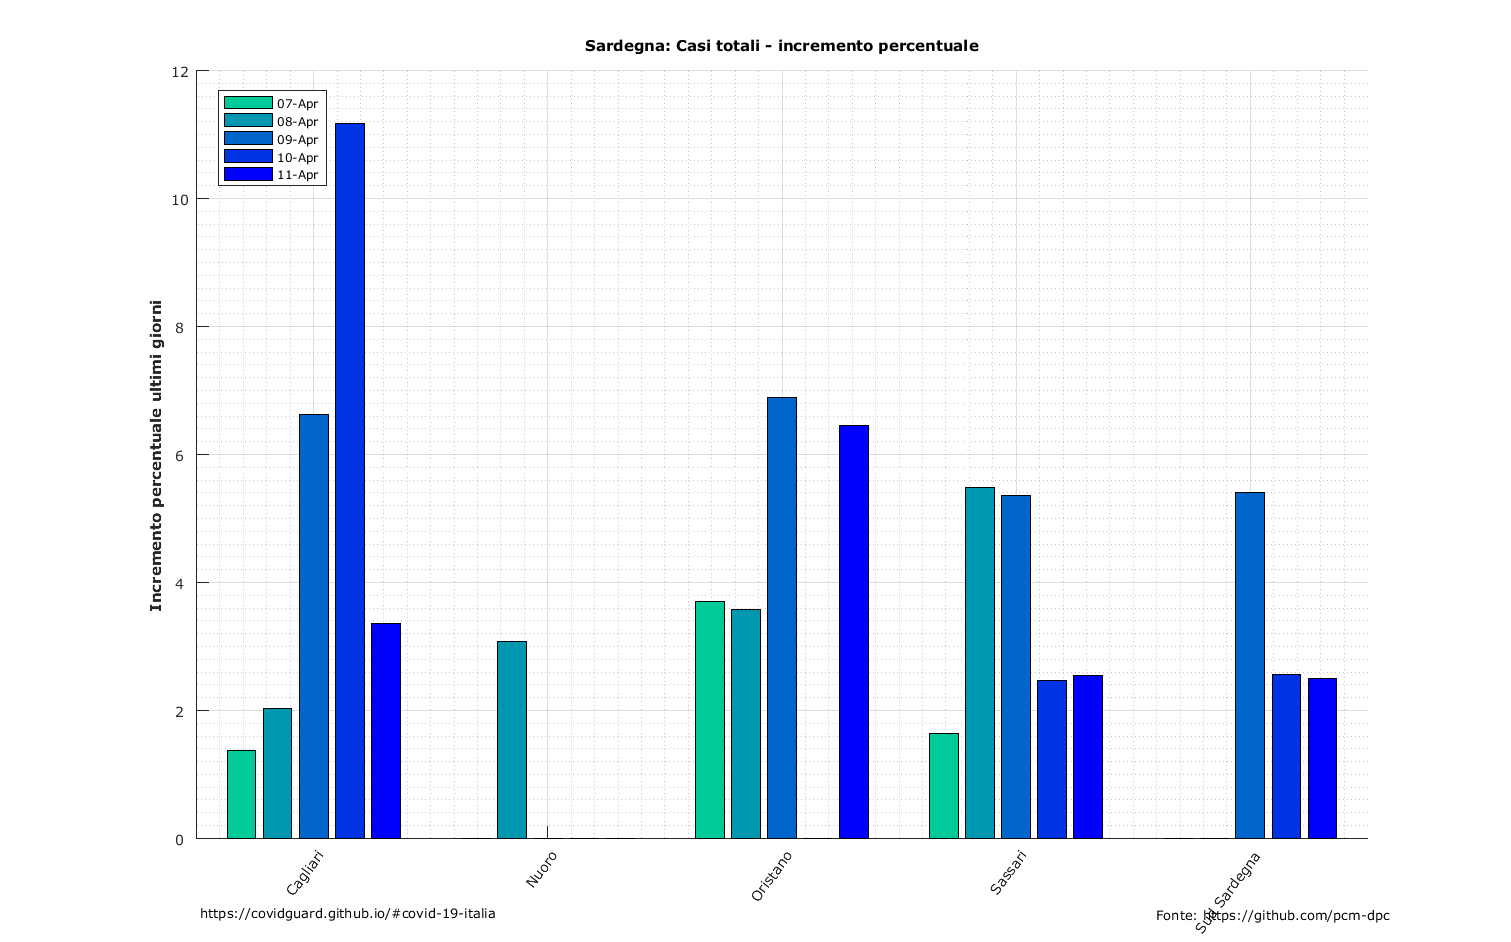 Sardegna: Casi totali - incremento percentuale
12
10
8
6
4
2
0
Incremento percentuale ultimi giorni
07-Apr
08-Apr
09-Apr
10-Apr
11-Apr
Cagliari
Nuoro
Oristano
Sassari
Sud Sardegna
https://covidguard.github.io/#covid-19-italia
Fonte: https://github.com/pcm-dpc